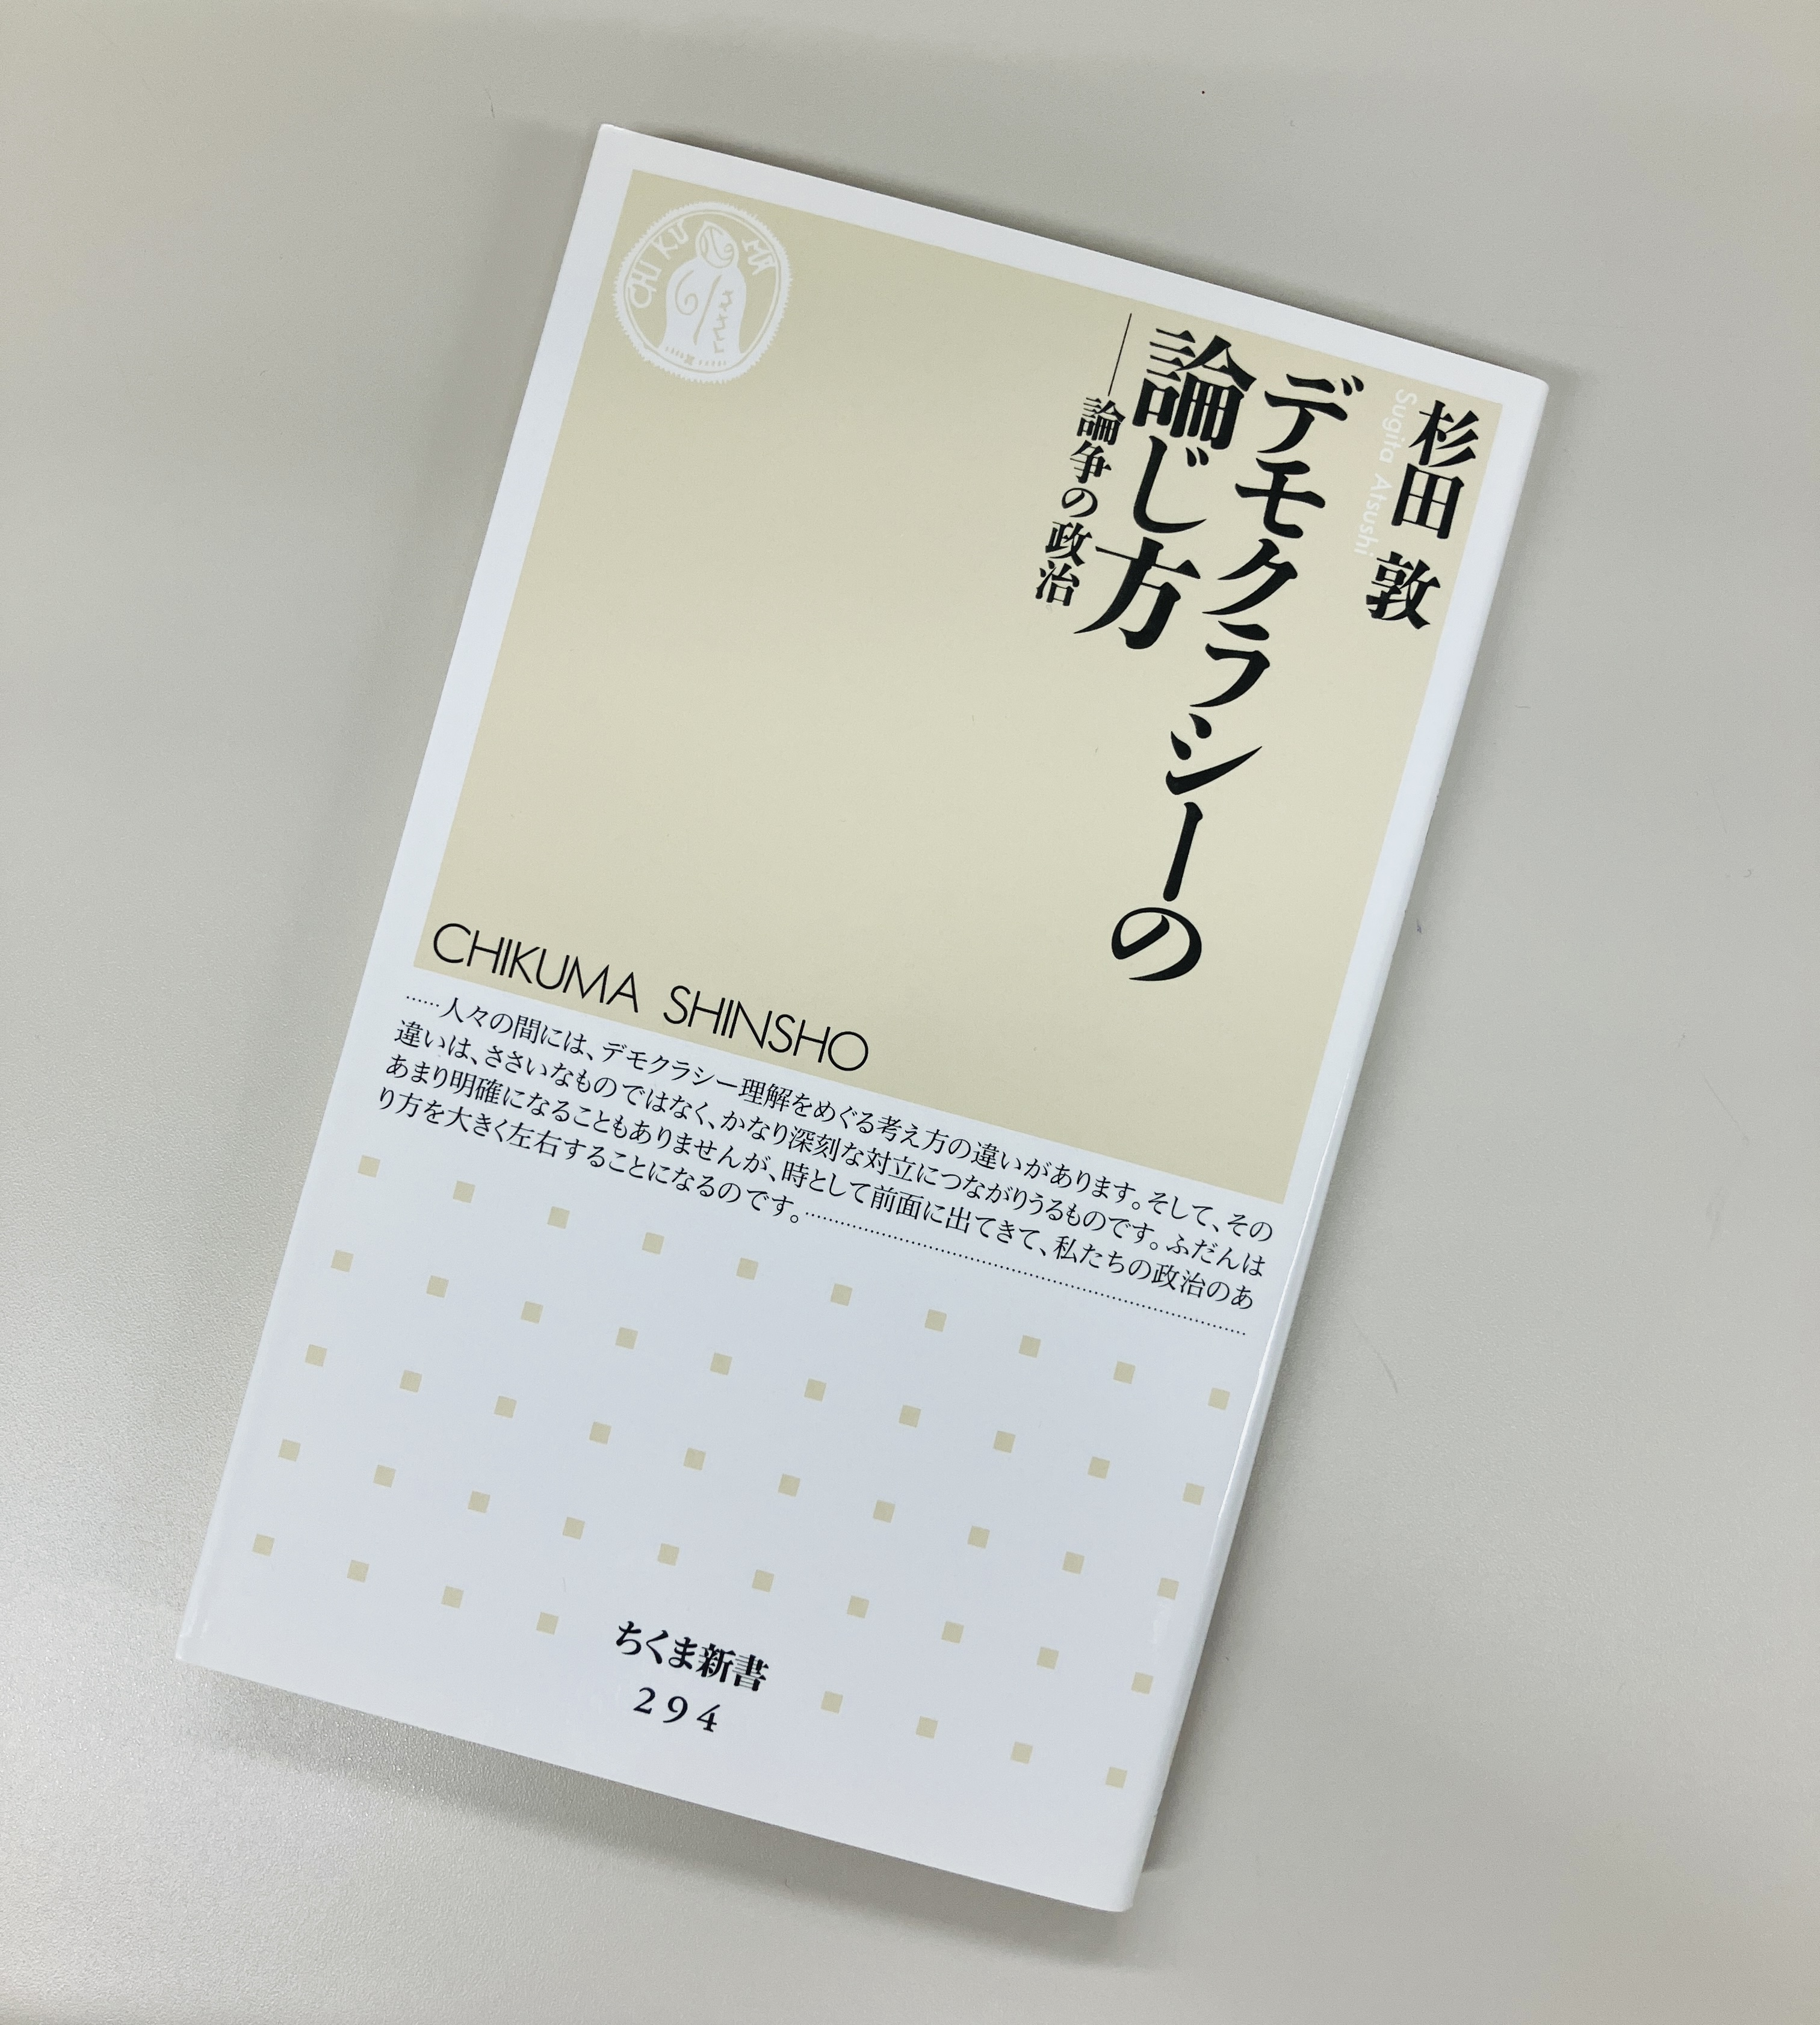 杉田 敦
Sugita Atsushi
デモクラシーの
論じ方
──論争の政治
CHIKUMA
CHIKUMA SHINSHO
……人々の間には、デモクラシー理解をめぐる考え方の違いがあります。そして、その
違いは、ささいなものではなく、かなり深刻な対立につながりうるものです。ふだんは
あまり明確になることもありませんが、時として前面に出てきて、私たちの政治のあ
り方を大きく左右することになるのです。……………………………………
ちくま新書
294